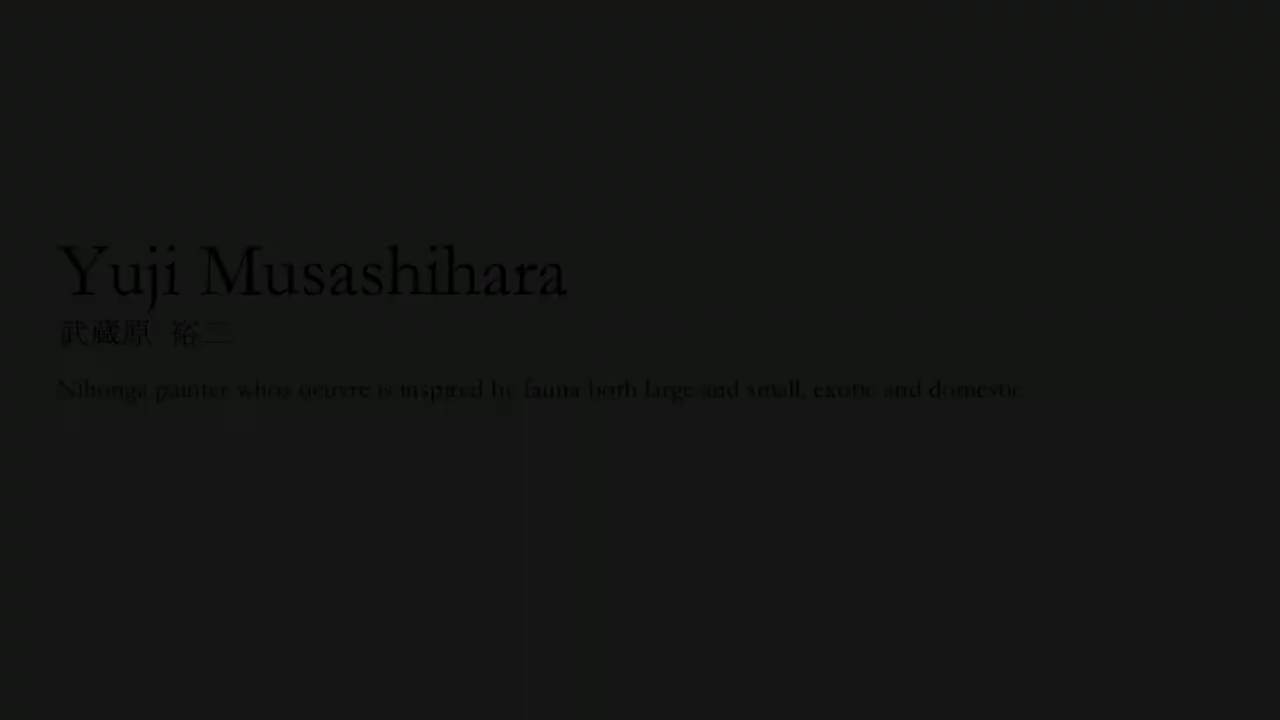 Yuji Musashihara
武蔵原 裕二
Nihonga painter whos oeuvre is inspired by fauna both large and small, exotic and domestic